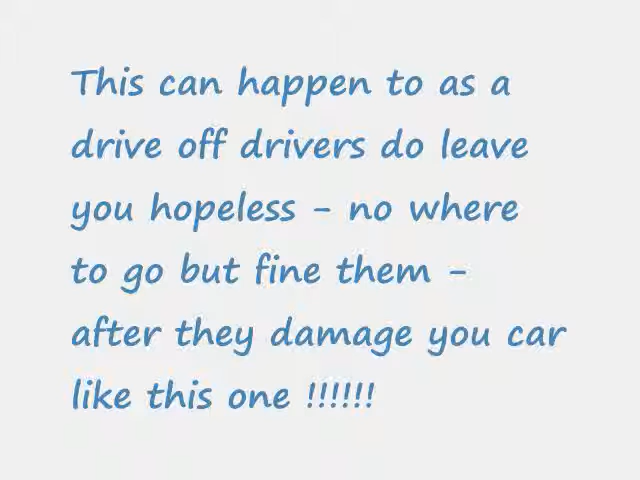 This can happen to as a
drive off drivers do leave
you hopeless - no where
to go but fine them -
after they damage you car
like this one !!!!!!